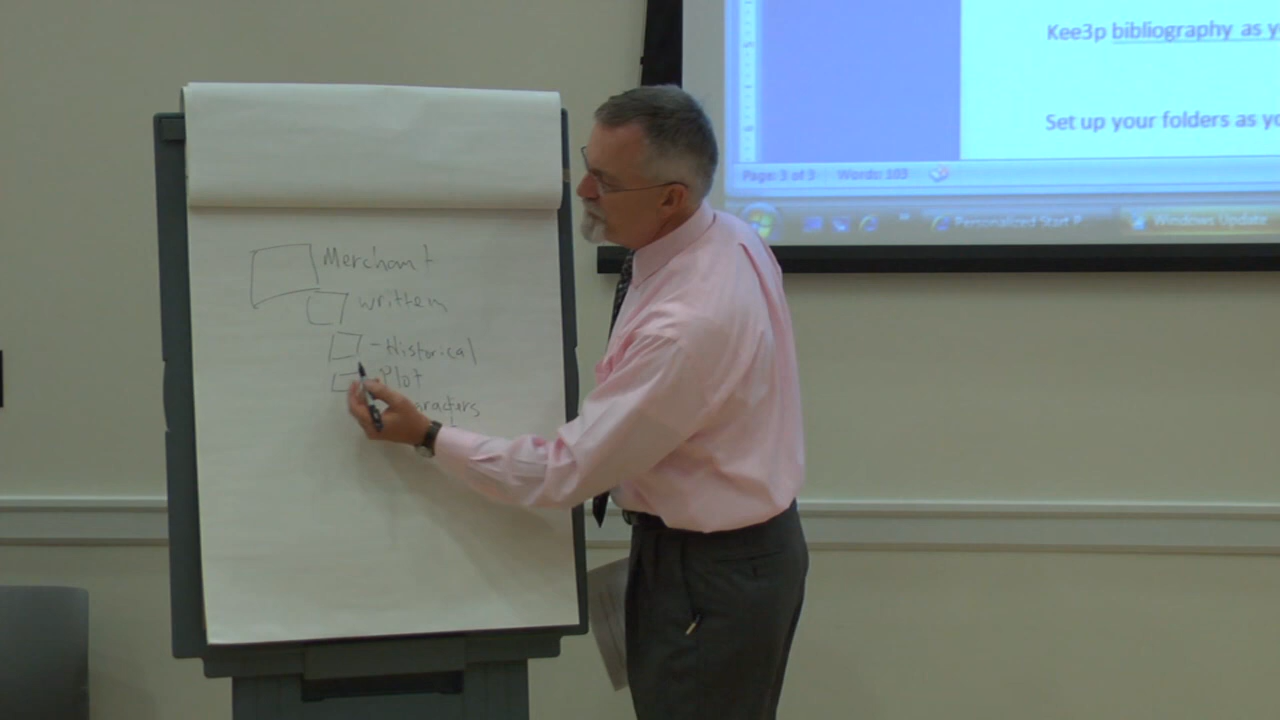 Merchant
written
-Historical
Plot
aracters
Kee3p bibliography as y
Set up your folders as yo
Page: 3 of 3 Words: 103
Personalized Start P
Windows Update